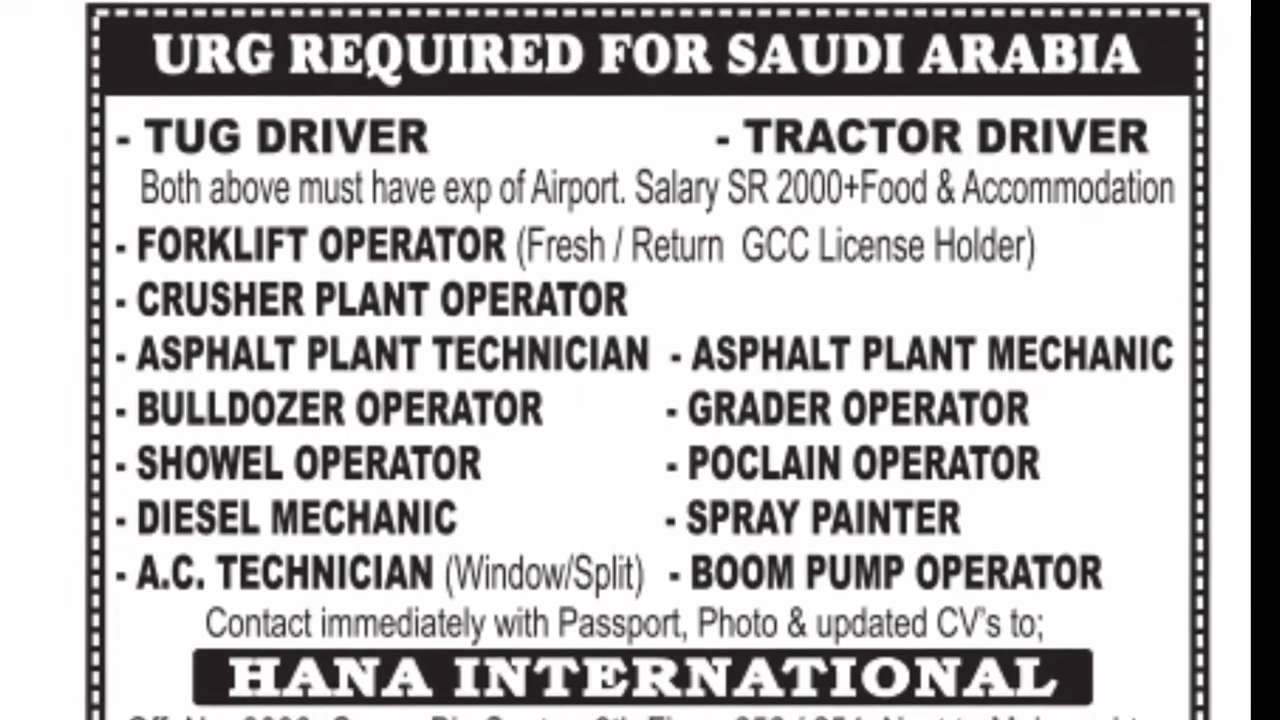 URG REQUIRED FOR SAUDI ARABIA
- TUG DRIVER - TRACTOR DRIVER
Both above must have exp of Airport. Salary SR 2000+Food & Accommodation
- FORKLIFT OPERATOR (Fresh / Return GCC License Holder)
- CRUSHER PLANT OPERATOR
- ASPHALT PLANT TECHNICIAN - ASPHALT PLANT MECHANIC
- BULLDOZER OPERATOR - GRADER OPERATOR
- SHOWEL OPERATOR - POCLAIN OPERATOR
- DIESEL MECHANIC - SPRAY PAINTER
- A.C. TECHNICIAN (Window/Split) - BOOM PUMP OPERATOR
Contact immediately with Passport, Photo & updated CV's to;
HANA INTERNATIONAL